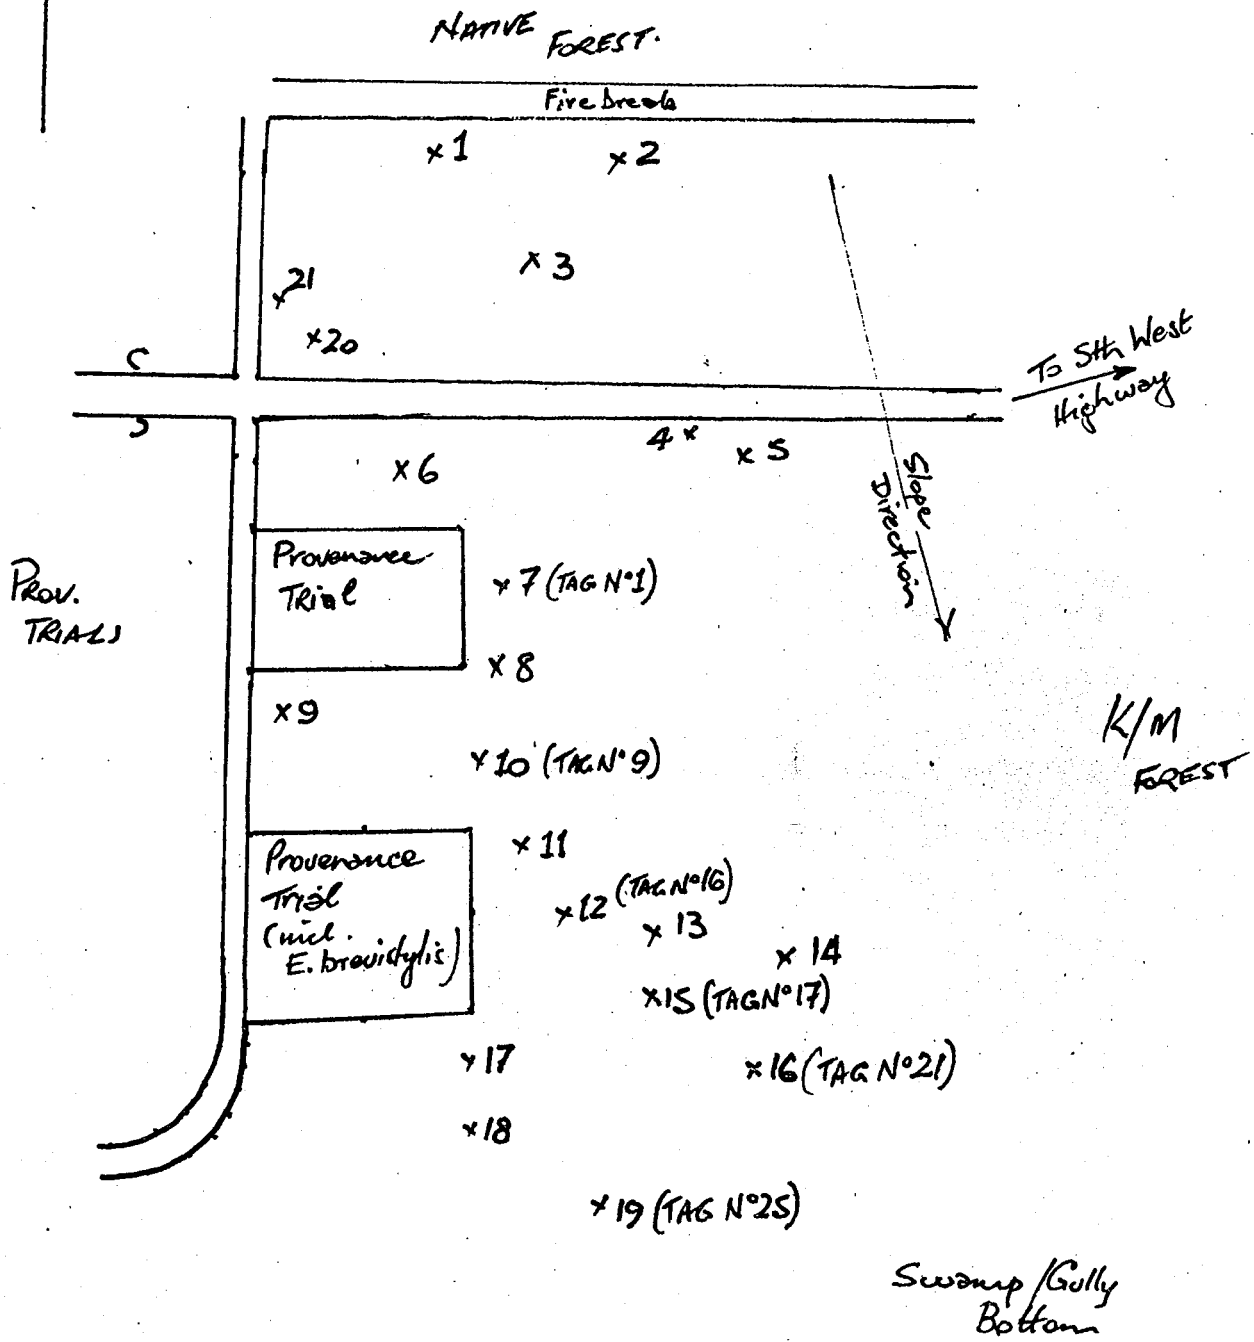 NATIVE FOREST.
Fire break
x 1
x 2
x 3
x 21
x 20
To Sth West
Highway
4 x
x 5
x 6
Slope
Direction
Provenance
Trial
x 7 (TAG Nº1)
PROV.
TRIALS
x 8
x 9
K/M
FOREST
x 10 (TAG Nº9)
x 11
Provenance
Trial
(incl.
E. brevistylis)
x 12 (TAG Nº16)
x 13
x 14
x 15 (TAG Nº17)
x 17
x 16 (TAG Nº21)
x 18
x 19 (TAG Nº25)
Swamp/Gully
Bottom